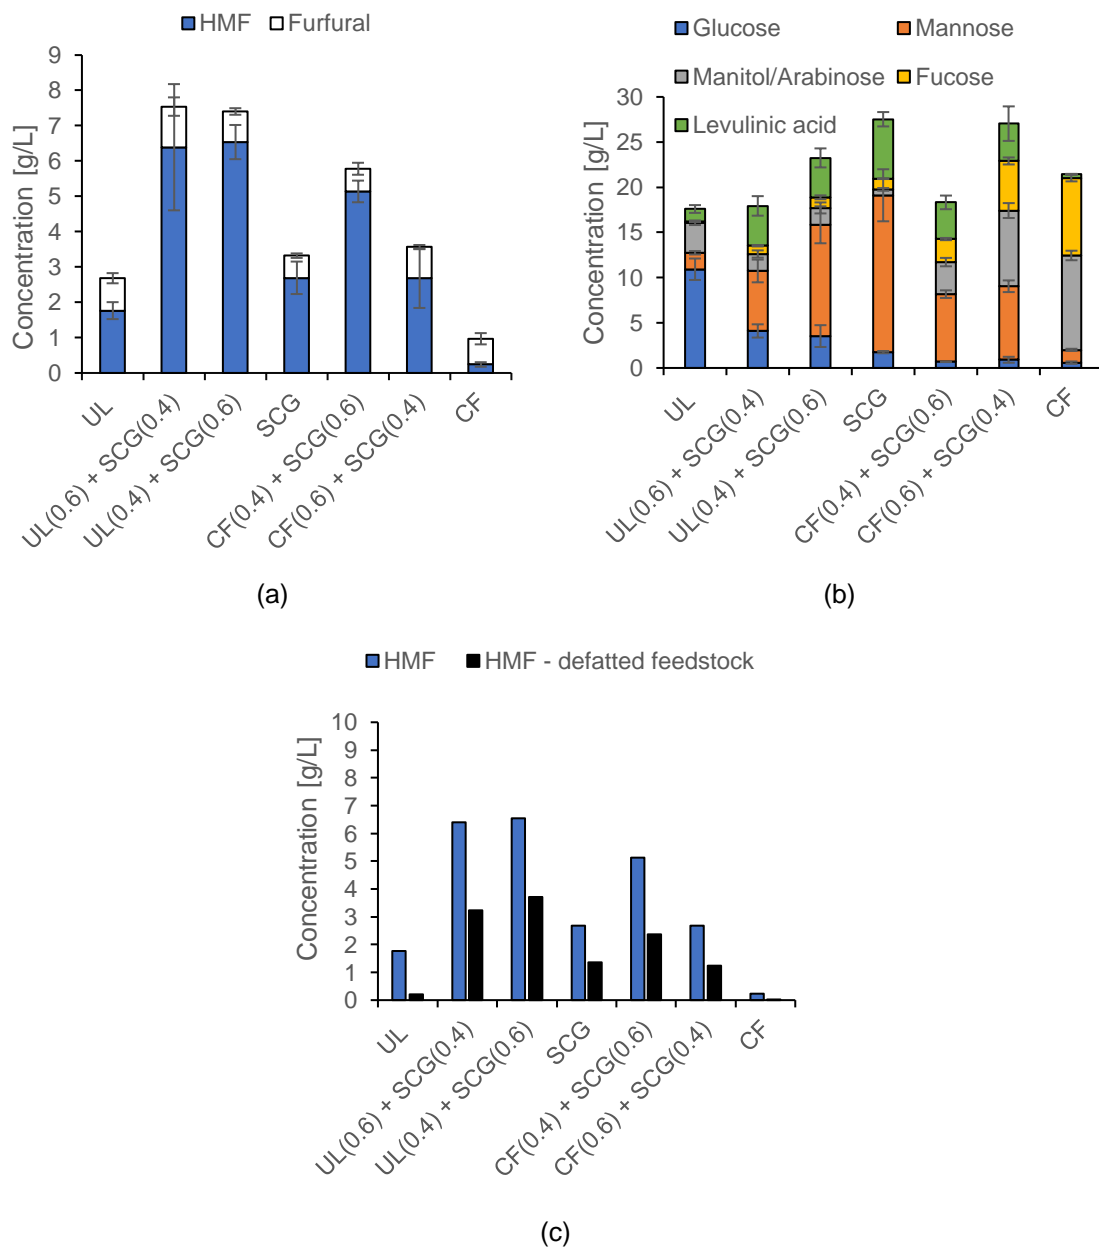 HMF Furfural
9
8
7
6
5
4
3
2
1
0
Concentration [g/L]
UL
UL(0.6) + SCG(0.4)
UL(0.4) + SCG(0.6)
SCG
CF(0.4) + SCG(0.6)
CF(0.6) + SCG(0.4)
CF
(a)
Glucose Mannose
Manitol/Arabinose Fucose
Levulinic acid
30
25
20
15
10
5
0
Concentration [g/L]
UL
UL(0.6) + SCG(0.4)
UL(0.4) + SCG(0.6)
SCG
CF(0.4) + SCG(0.6)
CF(0.6) + SCG(0.4)
CF
(b)
HMF HMF - defatted feedstock
10
9
8
7
6
5
4
3
2
1
0
Concentration [g/L]
UL
UL(0.6) + SCG(0.4)
UL(0.4) + SCG(0.6)
SCG
CF(0.4) + SCG(0.6)
CF(0.6) + SCG(0.4)
CF
(c)